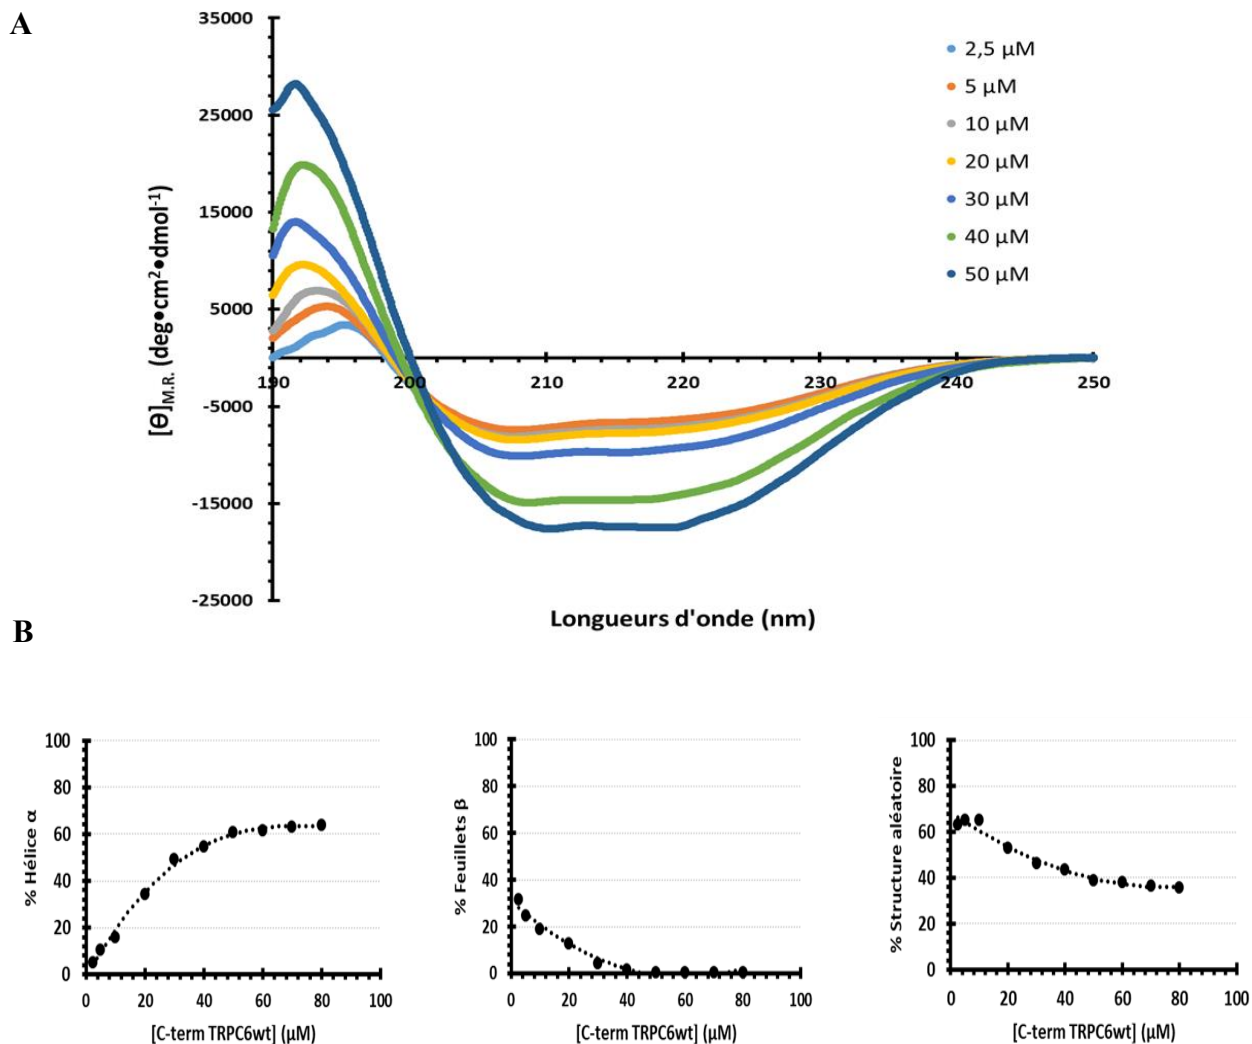 A
35000
25000
15000
5000
-5000
-15000
-25000
[Θ]M.R. (deg●cm²●dmol-1)
190 200 210 220 230 240 250
Longueurs d'onde (nm)
2,5 µM
5 µM
10 µM
20 µM
30 µM
40 µM
50 µM
B
% Hélice α
100
80
60
40
20
0
0 20 40 60 80 100
[C-term TRPC6wt] (µM)
% Feuillets β
100
80
60
40
20
0
0 20 40 60 80 100
[C-term TRPC6wt] (µM)
% Structure aléatoire
100
80
60
40
20
0
0 20 40 60 80 100
[C-term TRPC6wt] (µM)